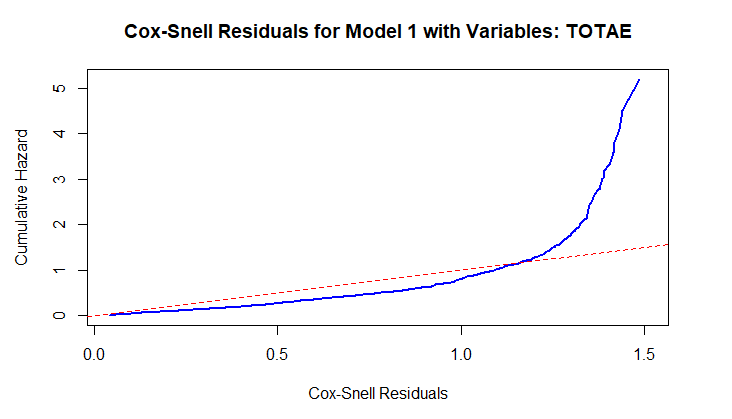 Cox-Snell Residuals for Model 1 with Variables: TOTAE
Cumulative Hazard
5
4
3
2
1
0
0.0 0.5 1.0 1.5
Cox-Snell Residuals